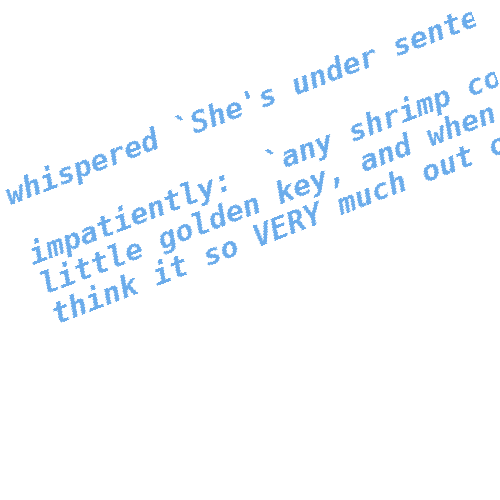 whispered `She's under sente
impatiently:  `any shrimp co
little golden key, and when
think it so VERY much out